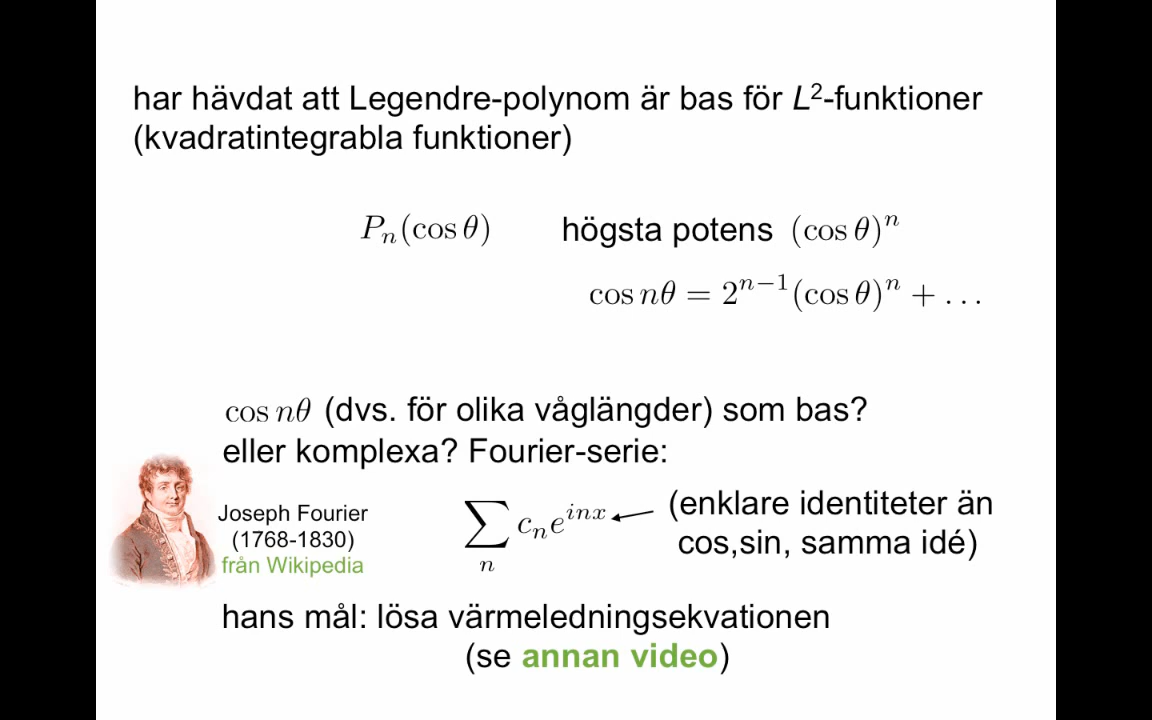 har hävdat att Legendre-polynom är bas för L²-funktioner
(kvadratintegrabla funktioner)
Pₙ(cos θ) högsta potens (cos θ)ⁿ
cos nθ = 2ⁿ⁻¹(cos θ)ⁿ + …
cos nθ (dvs. för olika våglängder) som bas?
eller komplexa? Fourier-serie:
Joseph Fourier
(1768-1830)
från Wikipedia
∑ₙ cₙeⁱⁿˣ
(enklare identiteter än
cos,sin, samma idé)
hans mål: lösa värmeledningsekvationen
(se annan video)